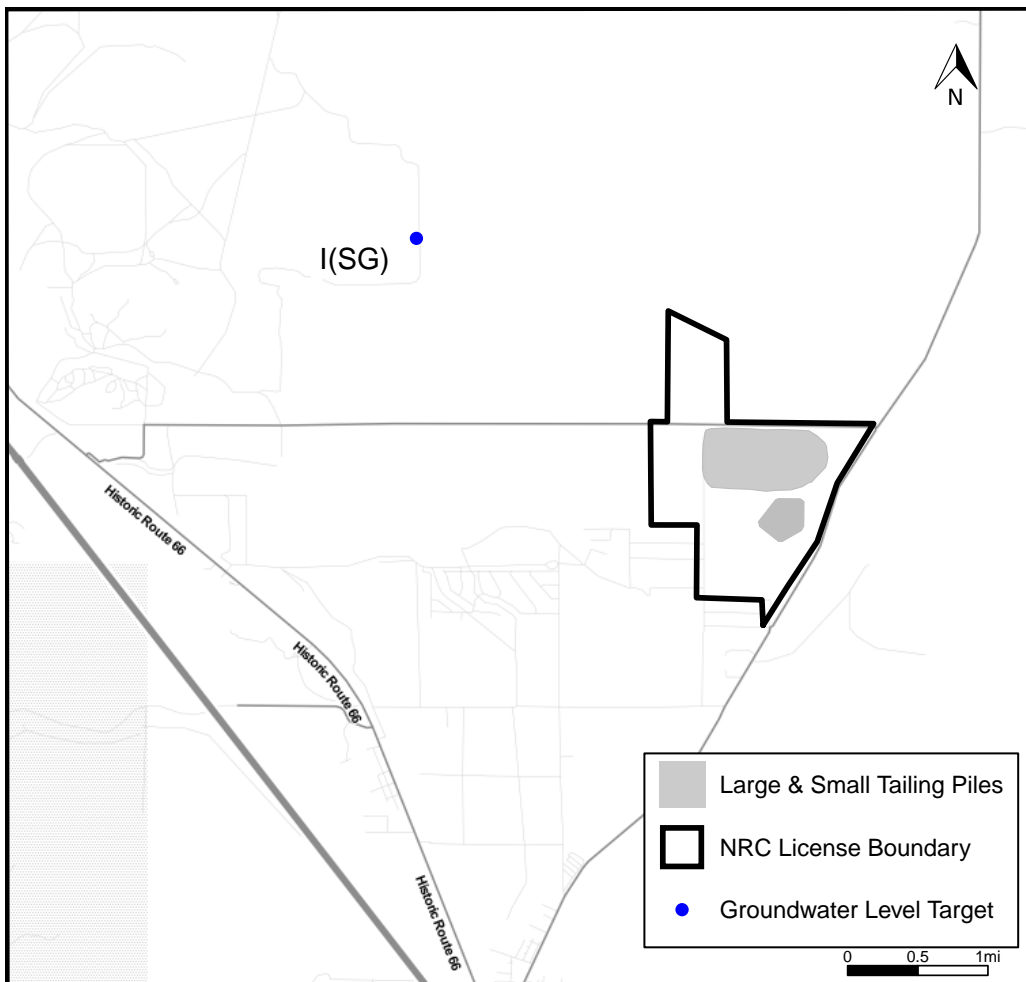 N
I(SG)
Historic Route 66
Historic Route 66
Historic Route 66
Large & Small Tailing Piles
NRC License Boundary
Groundwater Level Target
0 0.5 1mi